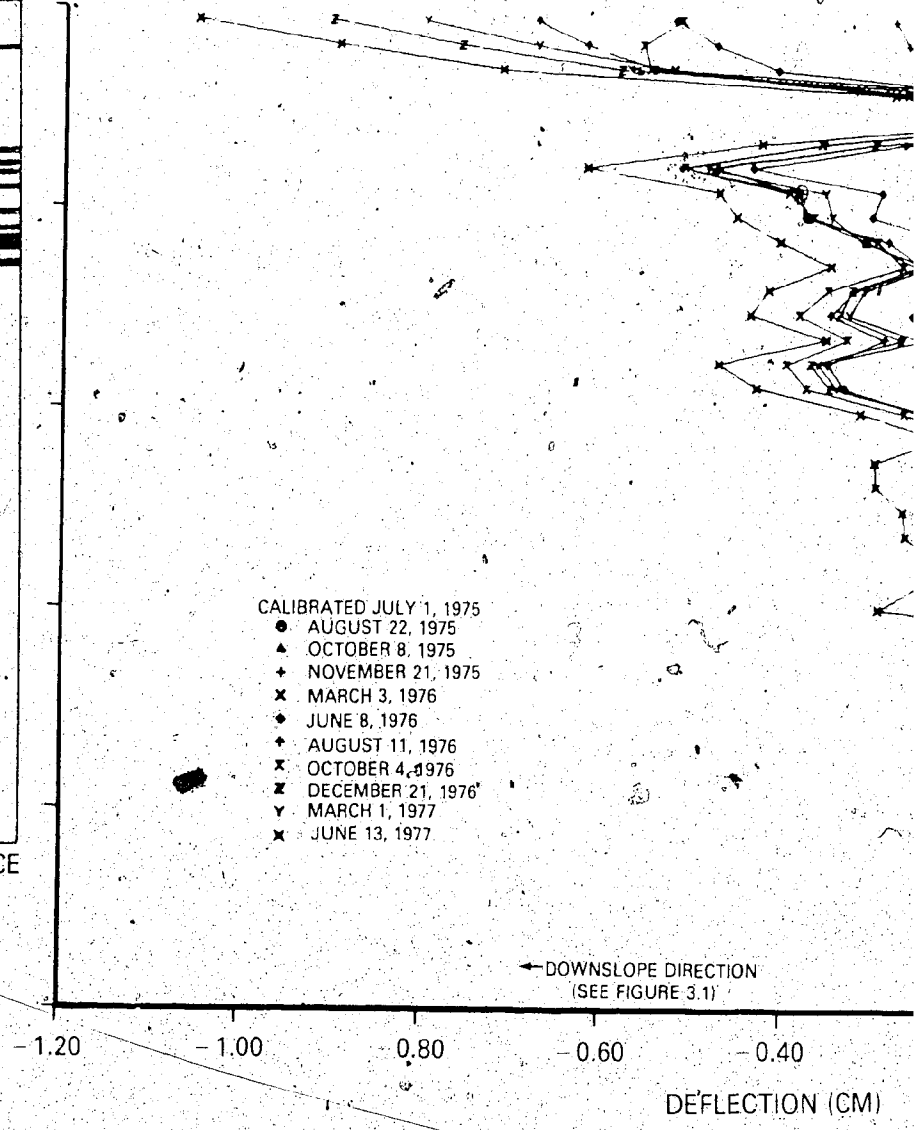 CALIBRATED JULY 1, 1975
AUGUST 22, 1975
OCTOBER 8, 1975
NOVEMBER 21, 1975
MARCH 3, 1976
JUNE 8, 1976
AUGUST 11, 1976
OCTOBER 4, 1976
DECEMBER 21, 1976
MARCH 1, 1977
JUNE 13, 1977
CE
←DOWNSLOPE DIRECTION
(SEE FIGURE 3.1)
-1.20 -1.00 -0.80 -0.60 -0.40
DEFLECTION (CM)